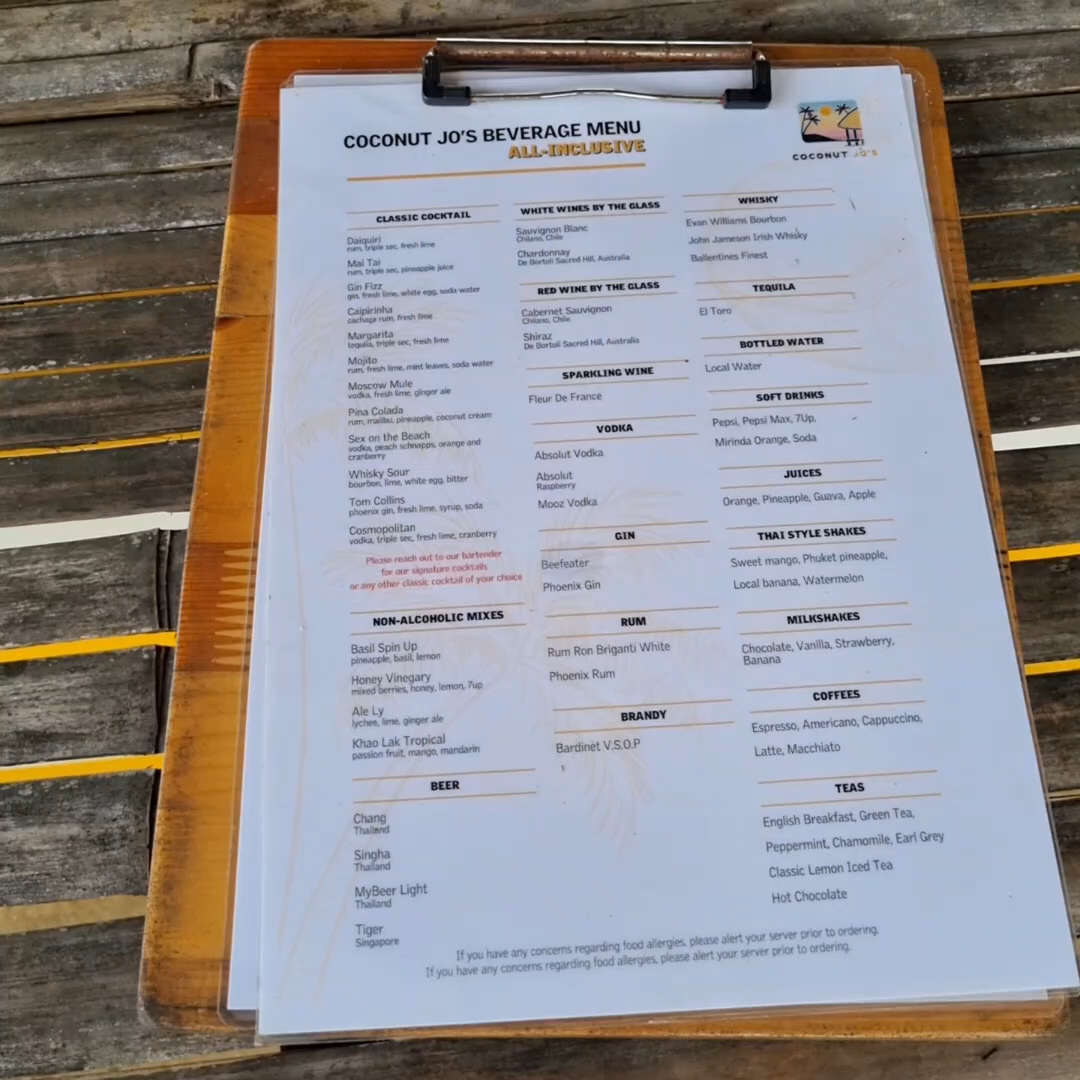 COCONUT JO'S BEVERAGE MENU
ALL-INCLUSIVE
COCONUT JO'S
CLASSIC COCKTAIL
Daiquiri
rum, triple sec, fresh lime
Mai Tai
rum, triple sec, pineapple juice
Gin Fizz
gin, fresh lime, white egg, soda water
Caipirinha
cachaça rum, fresh lime
Margarita
tequila, triple sec, fresh lime
Mojito
rum, fresh lime, mint leaves, soda water
Moscow Mule
vodka, fresh lime, ginger ale
Pina Colada
rum, malibu, pineapple, coconut cream
Sex on the Beach
vodka, peach schnapps, orange and
cranberry
Whisky Sour
bourbon, lime, white egg, bitter
Tom Collins
phoenix gin, fresh lime, syrup, soda
Cosmopolitan
vodka, triple sec, fresh lime, cranberry
Please reach out to our bartender
for our signature cocktails
or any other classic cocktail of your choice
NON-ALCOHOLIC MIXES
Basil Spin Up
pineapple, basil, lemon
Honey Vinegary
mixed berries, honey, lemon, 7up
Ale Ly
lychee, lime, ginger ale
Khao Lak Tropical
passion fruit, mango, mandarin
BEER
Chang
Thailand
Singha
Thailand
MyBeer Light
Thailand
Tiger
Singapore
WHITE WINES BY THE GLASS
Sauvignon Blanc
Chilano, Chile
Chardonnay
De Bortoli Sacred Hill, Australia
RED WINE BY THE GLASS
Cabernet Sauvignon
Chilano, Chile
Shiraz
De Bortoli Sacred Hill, Australia
SPARKLING WINE
Fleur De France
VODKA
Absolut Vodka
Absolut
Raspberry
Mooz Vodka
GIN
Beefeater
Phoenix Gin
RUM
Rum Ron Briganti White
Phoenix Rum
BRANDY
Bardinet V.S.O.P
WHISKY
Evan Williams Bourbon
John Jameson Irish Whisky
Ballentines Finest
TEQUILA
El Toro
BOTTLED WATER
Local Water
SOFT DRINKS
Pepsi, Pepsi Max, 7Up,
Mirinda Orange, Soda
JUICES
Orange, Pineapple, Guava, Apple
THAI STYLE SHAKES
Sweet mango, Phuket pineapple,
Local banana, Watermelon
MILKSHAKES
Chocolate, Vanilla, Strawberry,
Banana
COFFEES
Espresso, Americano, Cappuccino,
Latte, Macchiato
TEAS
English Breakfast, Green Tea,
Peppermint, Chamomile, Earl Grey
Classic Lemon Iced Tea
Hot Chocolate
If you have any concerns regarding food allergies, please alert your server prior to ordering.
If you have any concerns regarding food allergies, please alert your server prior to ordering.